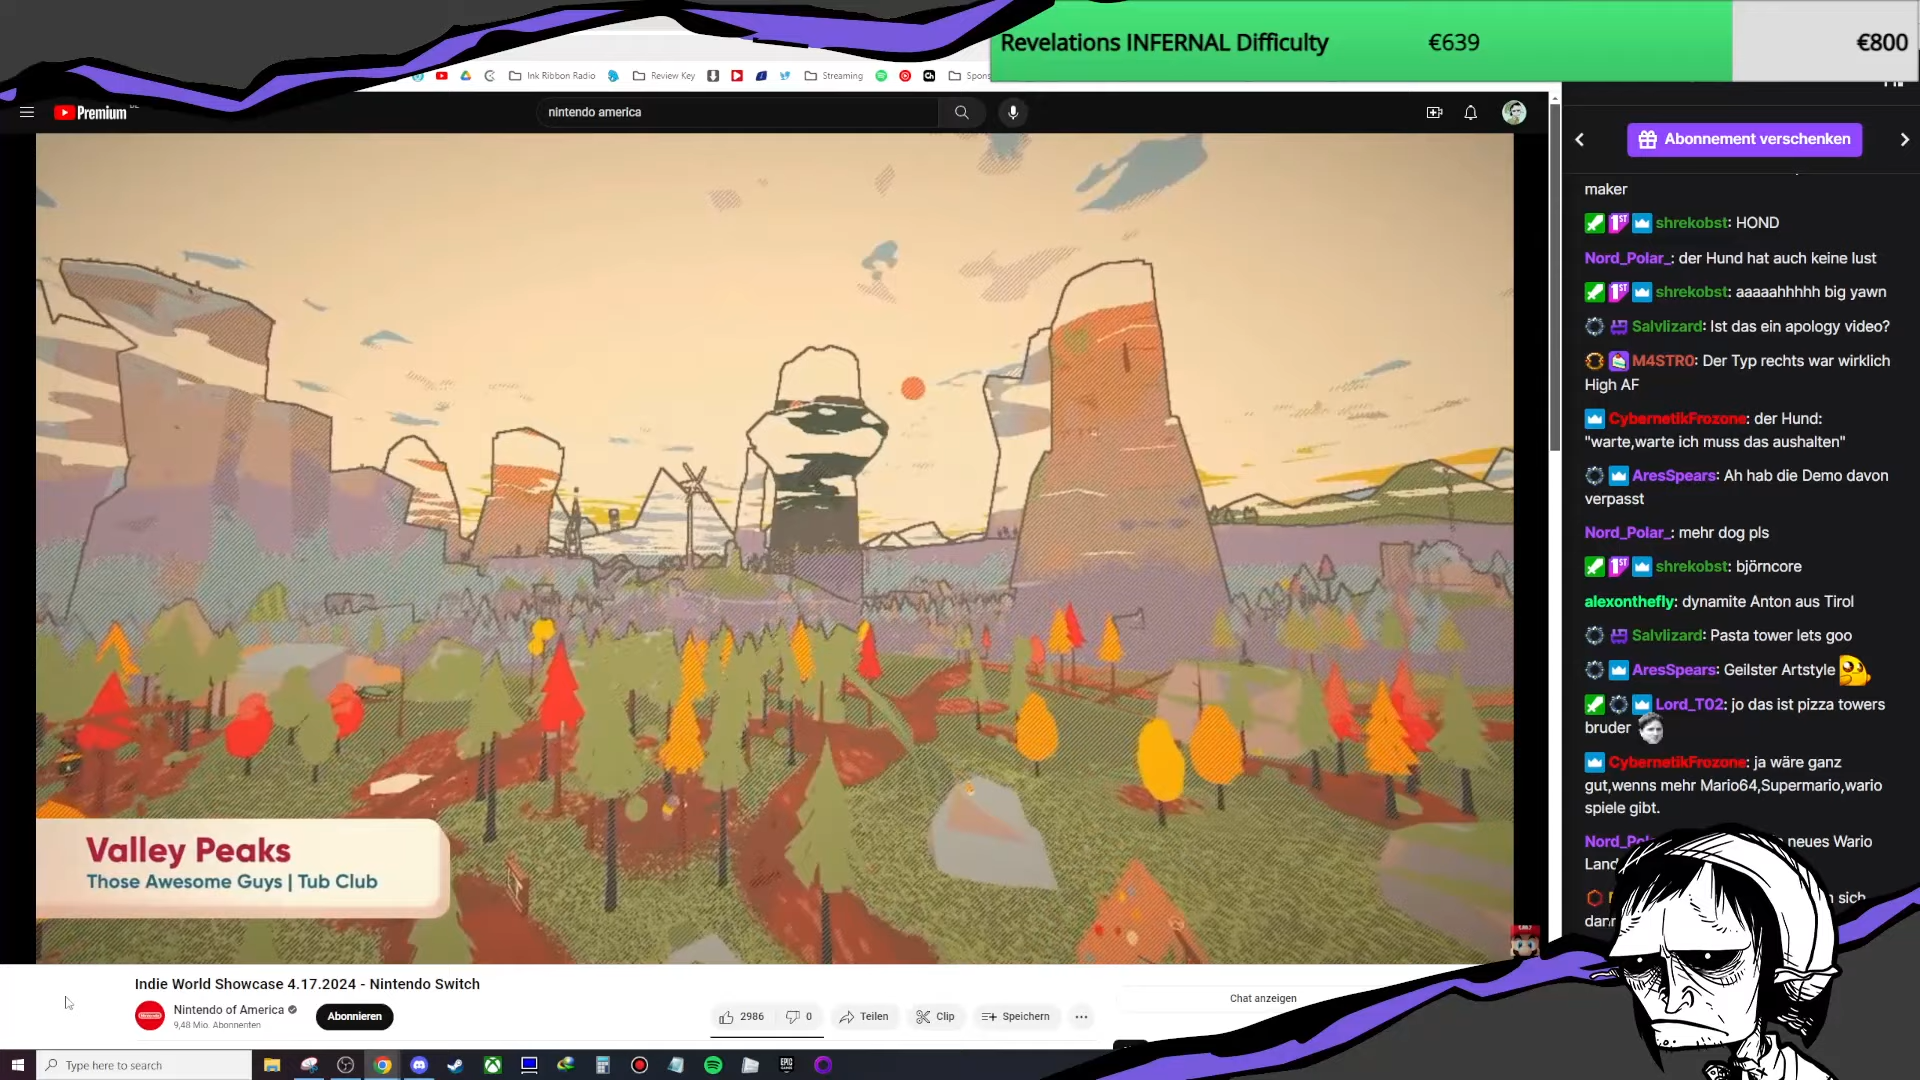 Revelations INFERNAL Difficulty €639 €800
Ink Ribbon Radio Review Key Streaming Spons
Premium
nintendo america
Abonnement verschenken
maker
shrekobst: HOND
Nord_Polar_: der Hund hat auch keine lust
shrekobst: aaaaahhhhh big yawn
Salvlizard: Ist das ein apology video?
M4STR0: Der Typ rechts war wirklich
High AF
CybernetikFrozone: der Hund:
"warte,warte ich muss das aushalten"
AresSpears: Ah hab die Demo davon
verpasst
Nord_Polar_: mehr dog pls
shrekobst: björncore
alexonthefly: dynamite Anton aus Tirol
Salvlizard: Pasta tower lets goo
AresSpears: Geilster Artstyle
Lord_T02: jo das ist pizza towers
bruder
CybernetikFrozone: ja wäre ganz
gut,wenns mehr Mario64,Supermario,wario
spiele gibt.
neues Wario
sich
Valley Peaks
Those Awesome Guys | Tub Club
Indie World Showcase 4.17.2024 - Nintendo Switch
Nintendo of America
9,48 Mio. Abonnenten
Abonnieren
2986 0 Teilen Clip Speichern
Chat anzeigen
Type here to search